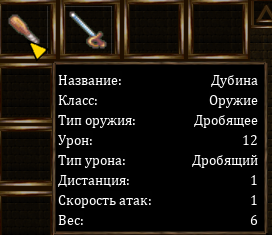 Название: Дубина
Класс: Оружие
Тип оружия: Дробящее
Урон: 12
Тип урона: Дробящий
Дистанция: 1
Скорость атак: 1
Вес: 6